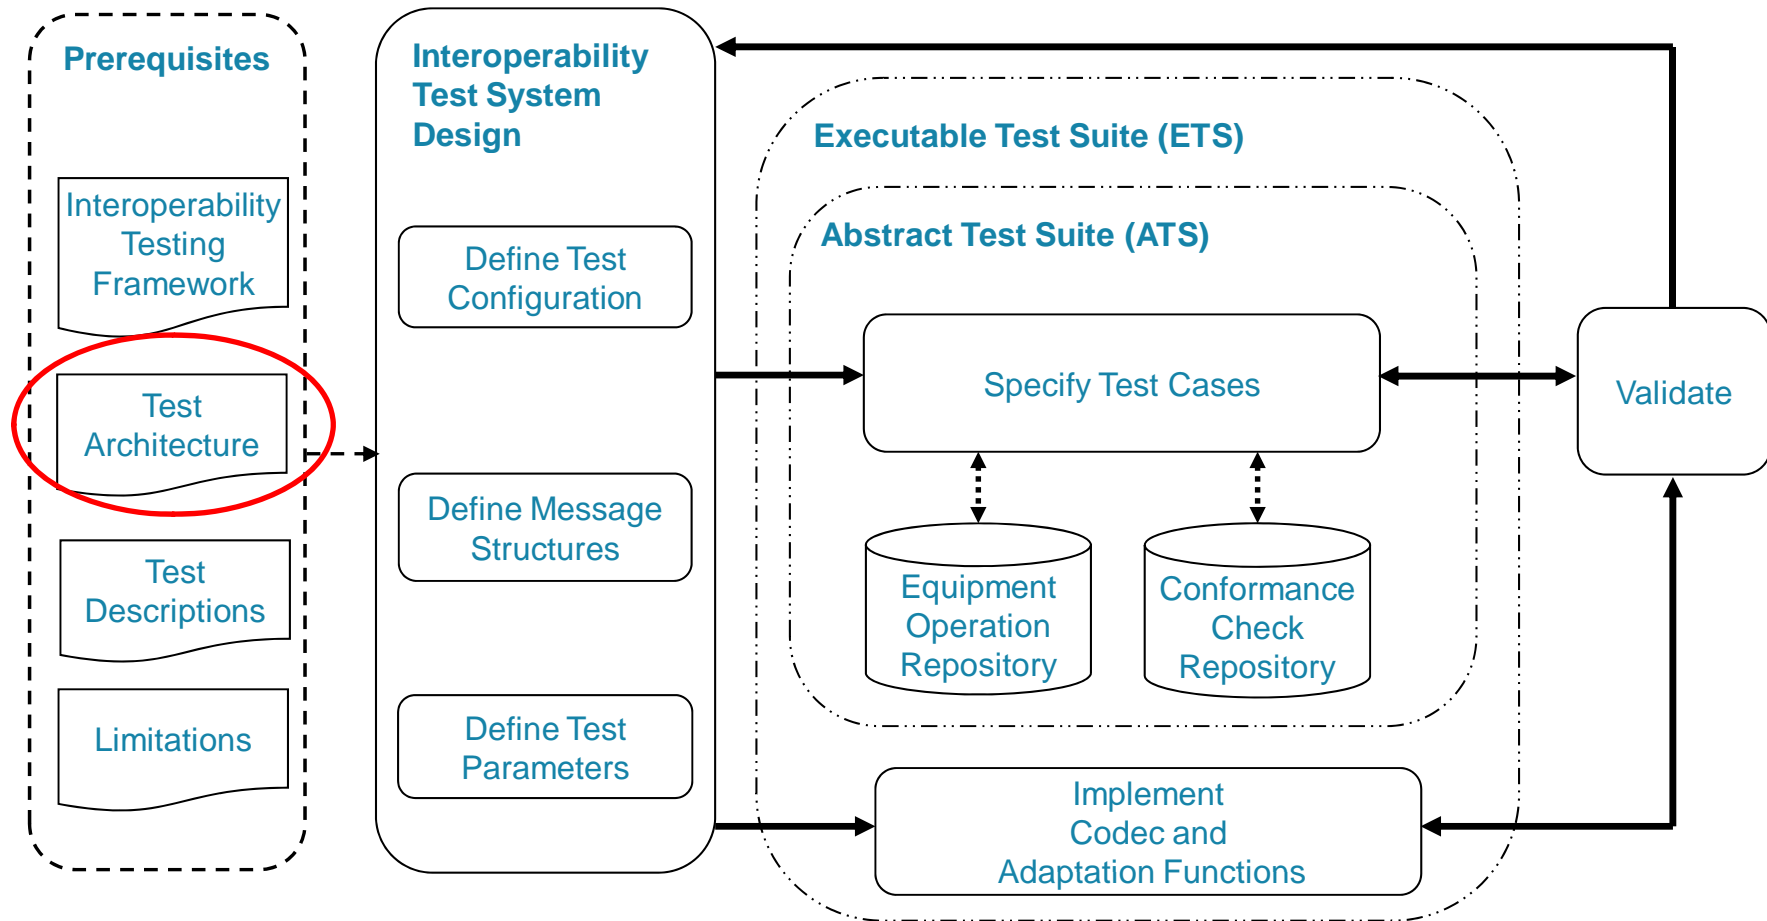 Prerequisites
Interoperability
Testing
Framework
Test
Architecture
Test
Descriptions
Limitations
Interoperability
Test System
Design
Define Test
Configuration
Define Message
Structures
Define Test
Parameters
Executable Test Suite (ETS)
Abstract Test Suite (ATS)
Specify Test Cases
Equipment
Operation
Repository
Conformance
Check
Repository
Implement
Codec and
Adaptation Functions
Validate